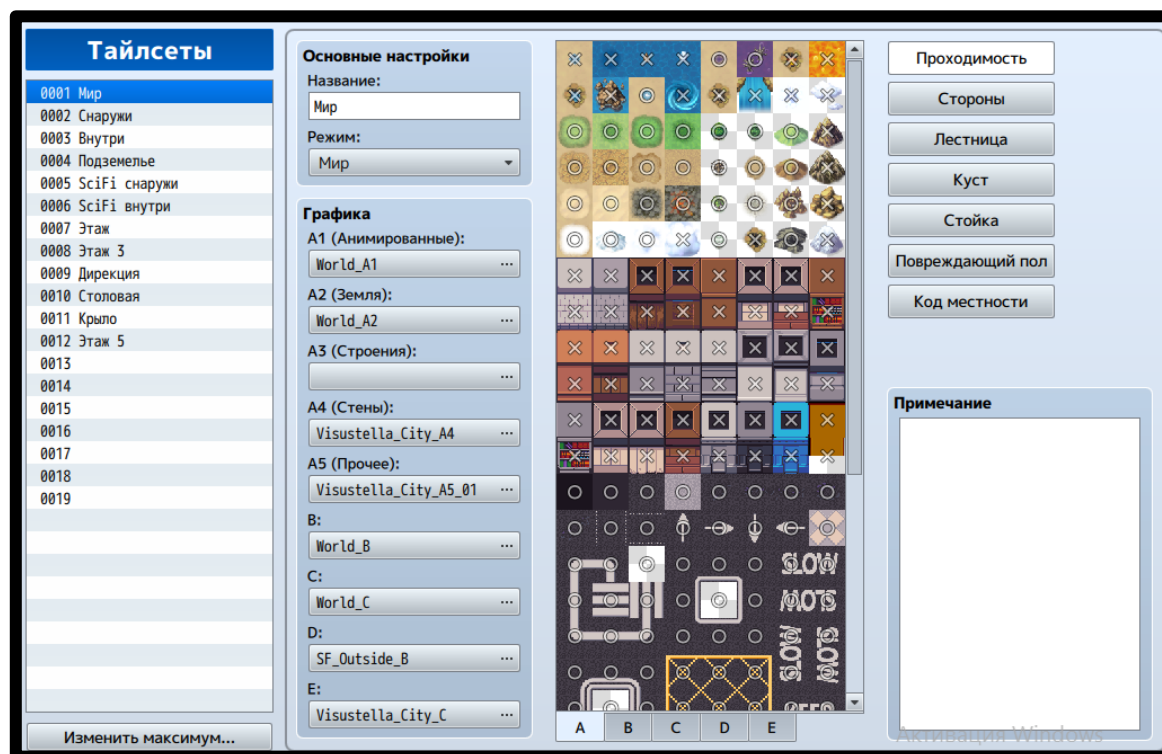 Тайлсеты
0001 Мир
0002 Снаружи
0003 Внутри
0004 Подземелье
0005 SciFi снаружи
0006 SciFi внутри
0007 Этаж
0008 Этаж 3
0009 Дирекция
0010 Столовая
0011 Крыло
0012 Этаж 5
0013
0014
0015
0016
0017
0018
0019
Изменить максимум...
Основные настройки
Название:
Мир
Режим:
Мир
Графика
A1 (Анимированные):
World_A1 ...
A2 (Земля):
World_A2 ...
A3 (Строения):
...
A4 (Стены):
Visustella_City_A4 ...
A5 (Прочее):
Visustella_City_A5_01 ...
B:
World_B ...
C:
World_C ...
D:
SF_Outside_B ...
E:
Visustella_City_C ...
SLOW
SLOW
SLOW
SLOW
A B C D E
Проходимость
Стороны
Лестница
Куст
Стойка
Повреждающий пол
Код местности
Примечание
Активация Windows